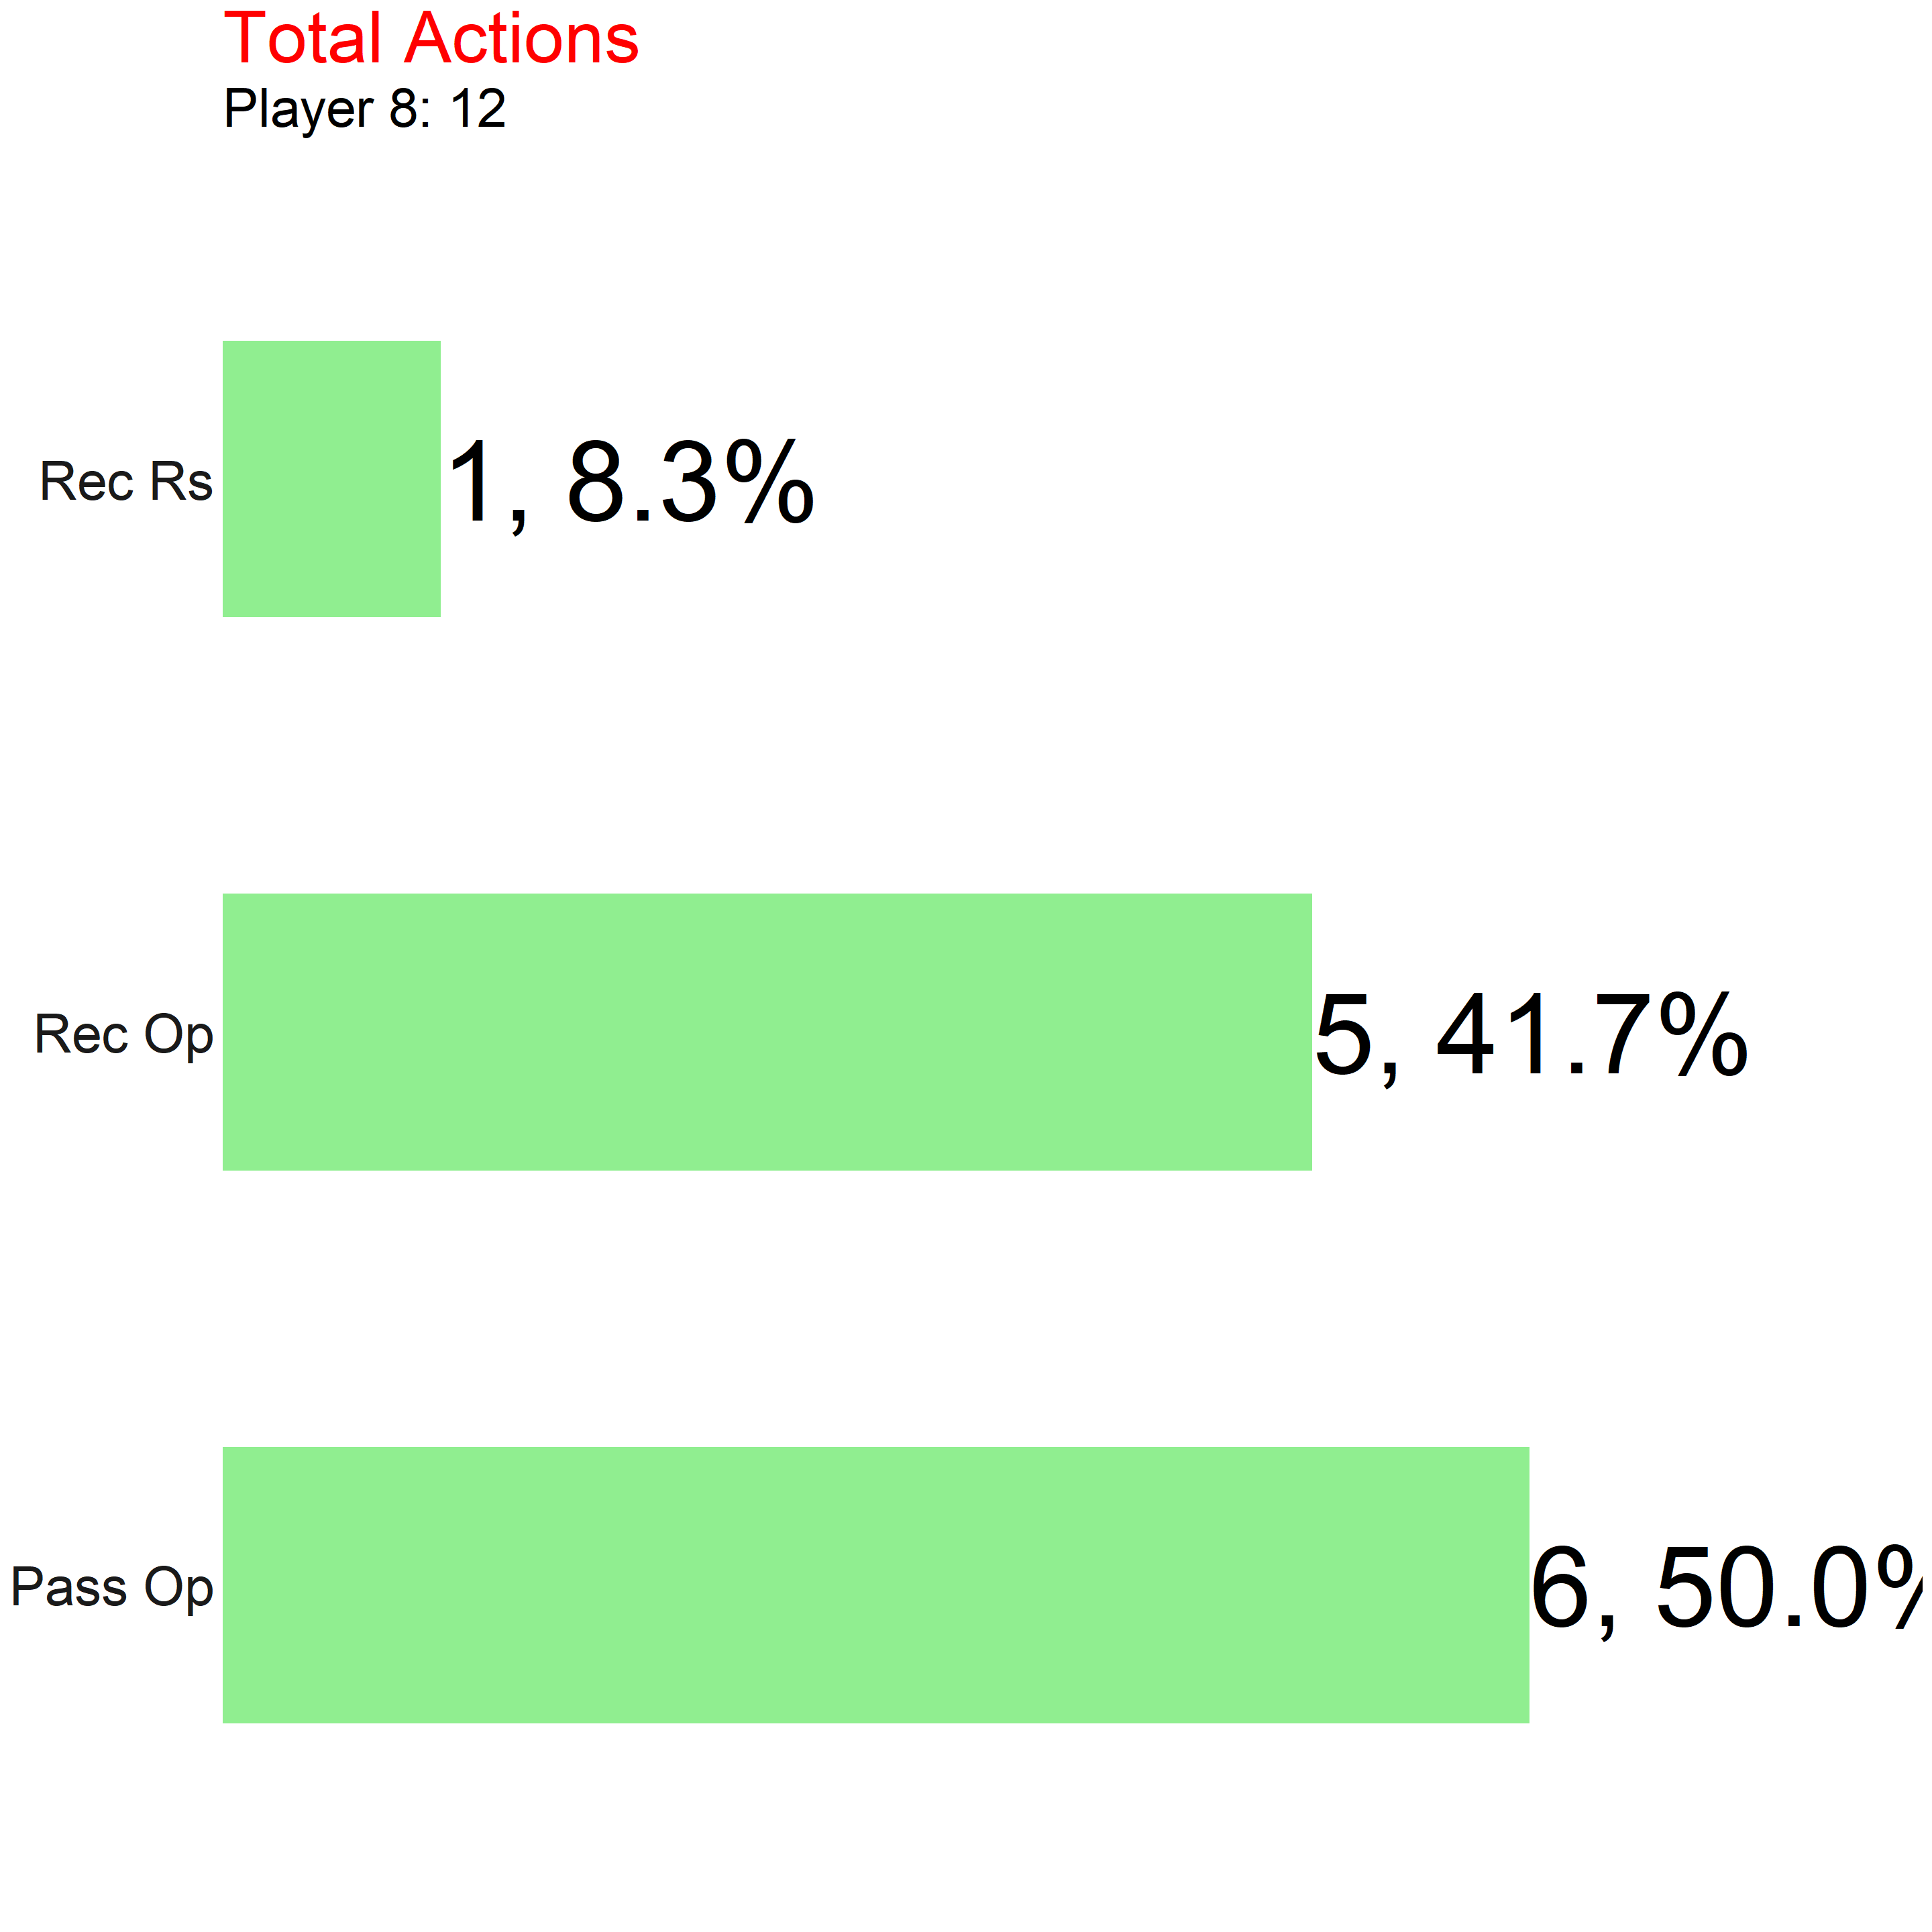 Total Actions
Player 8: 12
Rec Rs 1, 8.3%
Rec Op 5, 41.7%
Pass Op 6, 50.0%